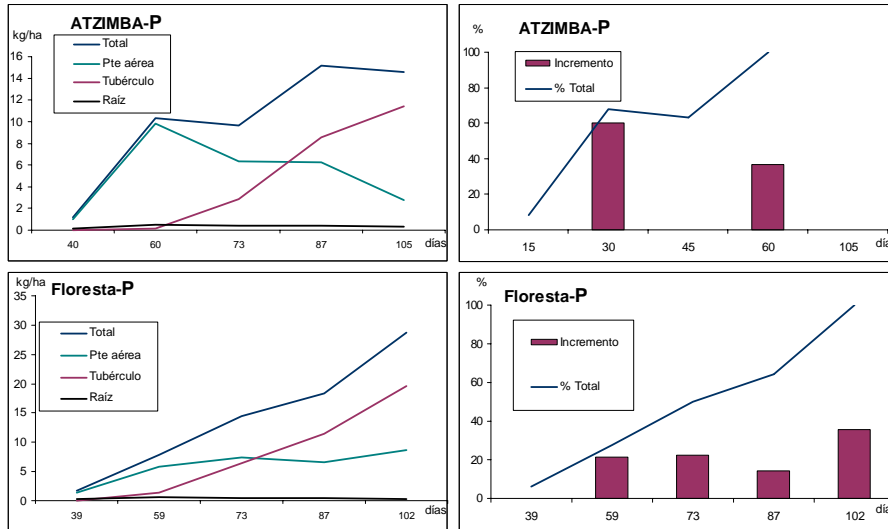 ATZIMBA-P
kg/ha
Total
Pte aérea
Tubérculo
Raíz
16
14
12
10
8
6
4
2
0
40 60 73 87 105 días
ATZIMBA-P
%
Incremento
% Total
100
80
60
40
20
0
15 30 45 60 105 días
Floresta-P
kg/ha
Total
Pte aérea
Tubérculo
Raíz
35
30
25
20
15
10
5
0
39 59 73 87 102 días
Floresta-P
%
Incremento
% Total
100
80
60
40
20
0
39 59 73 87 102 días